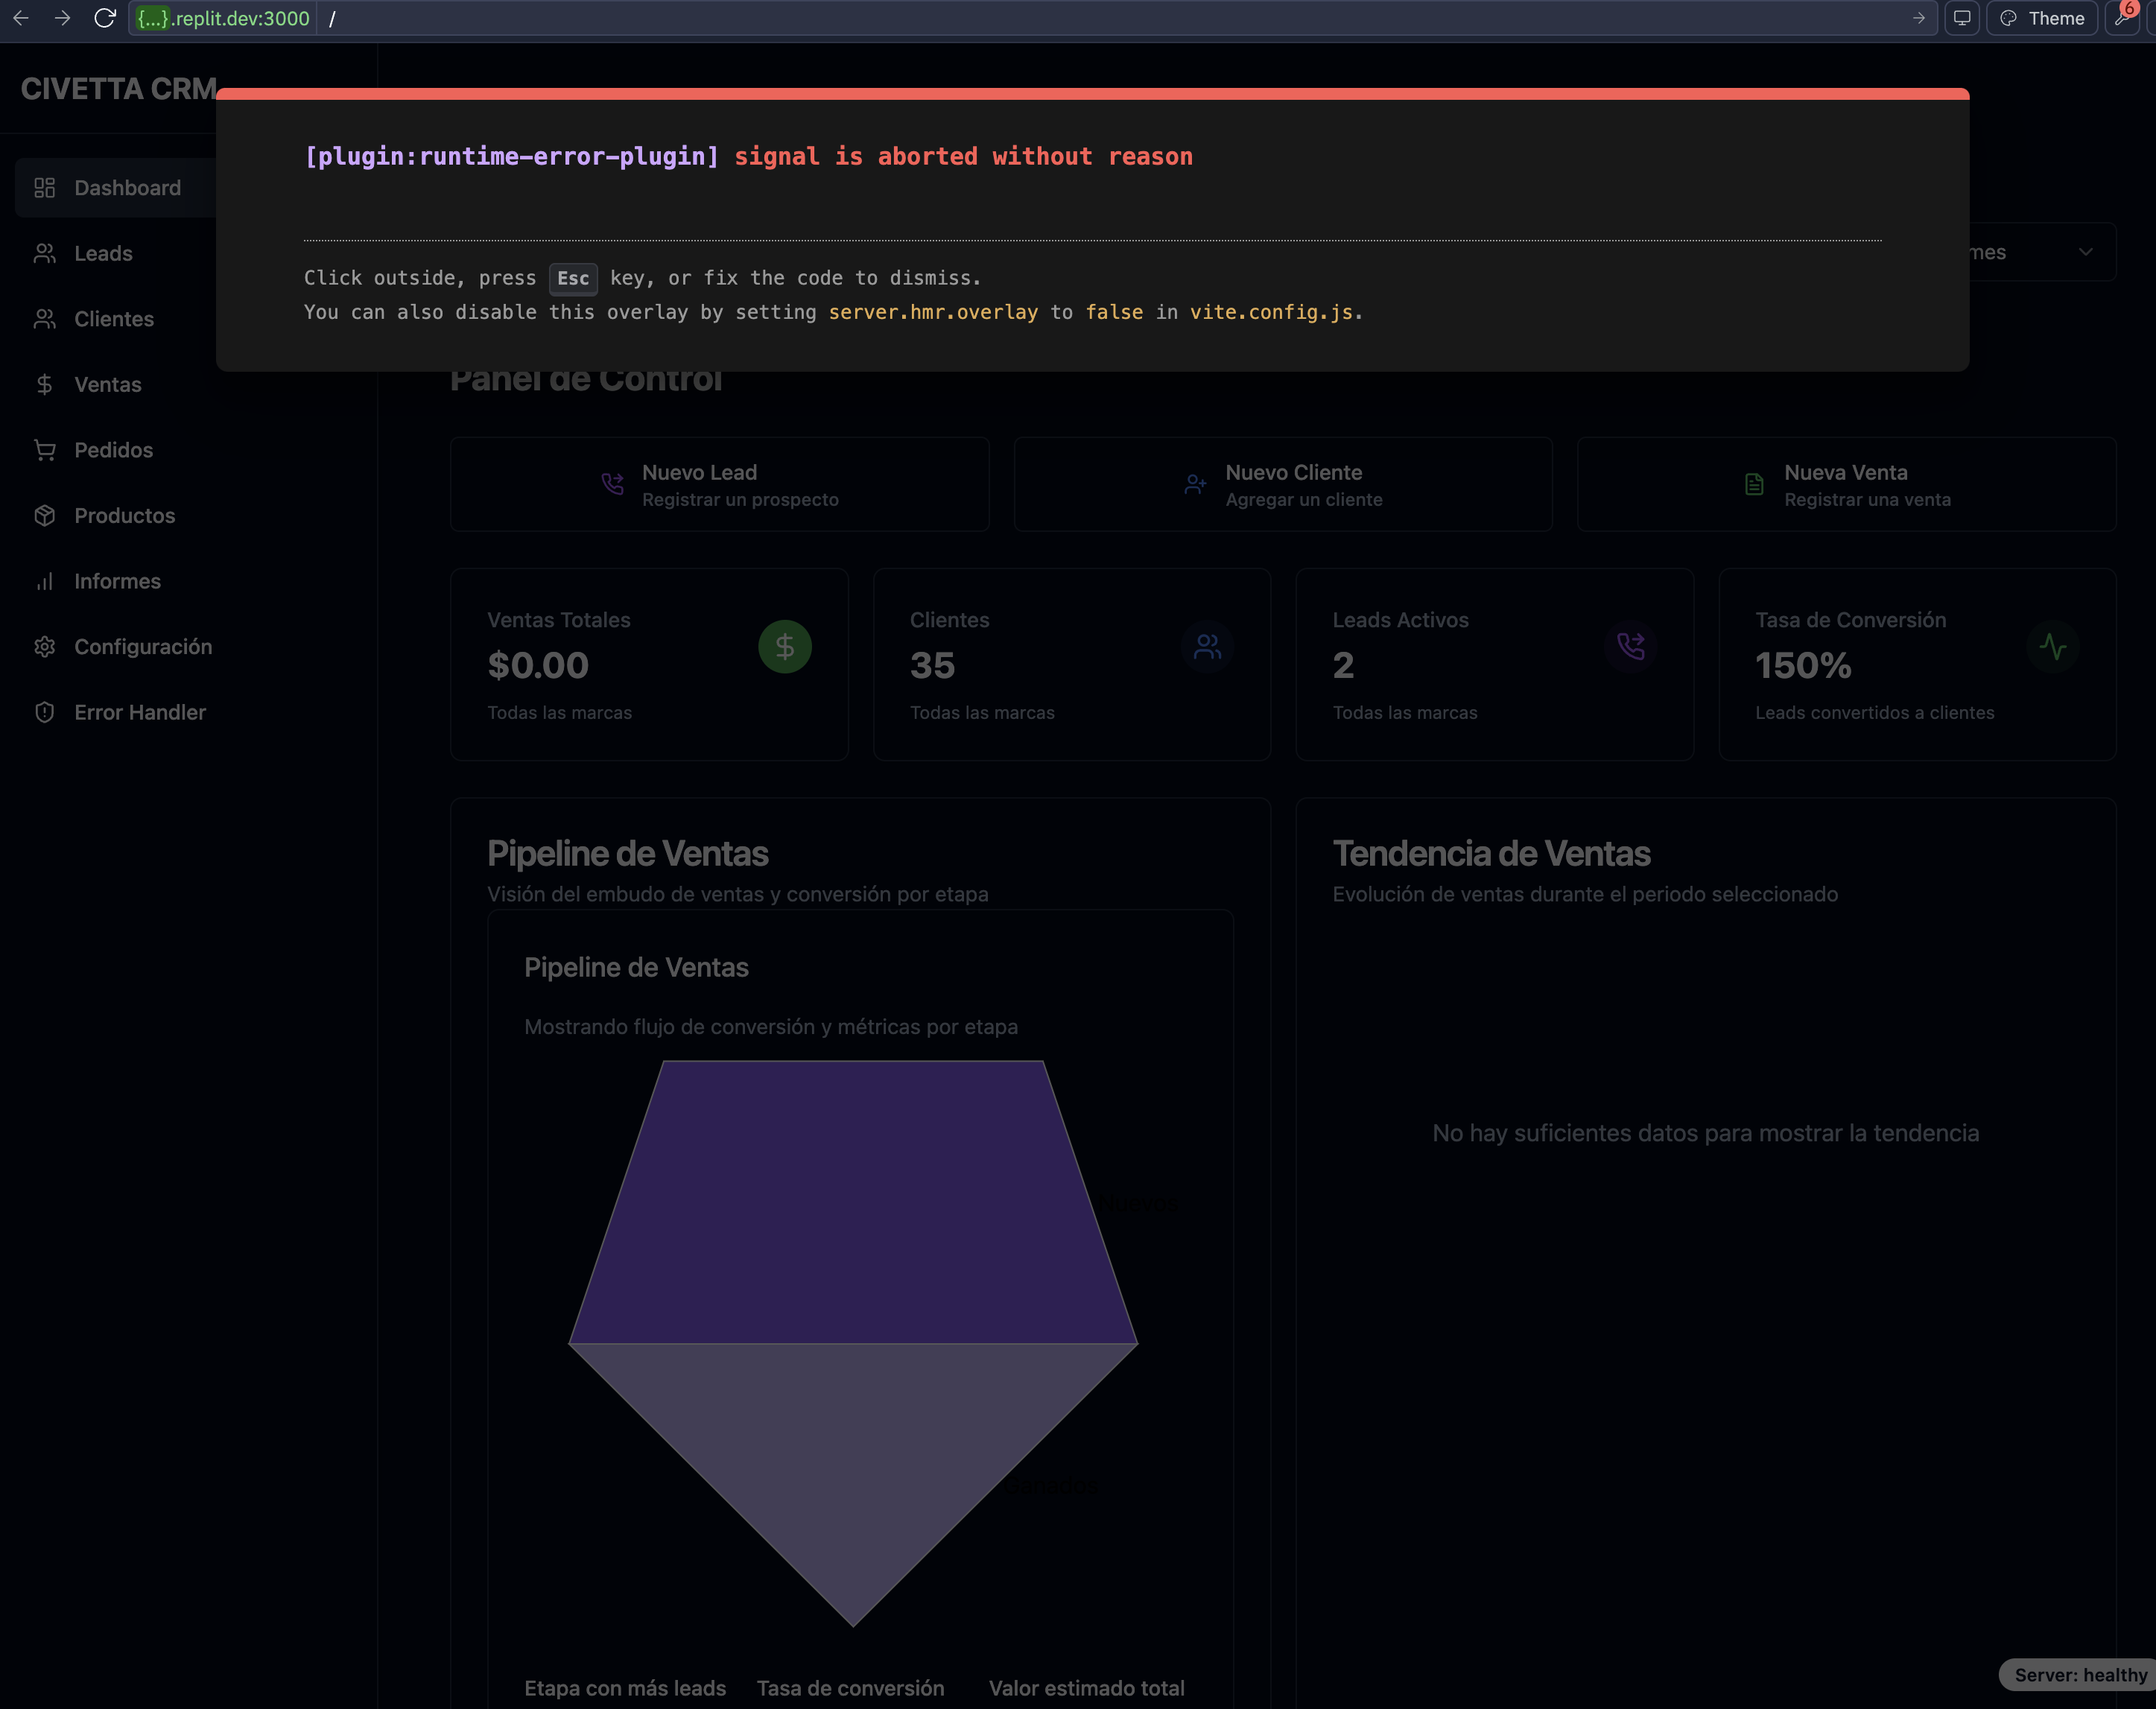 {...}.replit.dev:3000 /
Theme
6
CIVETTA CRM
[plugin:runtime-error-plugin] signal is aborted without reason
Click outside, press Esc key, or fix the code to dismiss.
You can also disable this overlay by setting server.hmr.overlay to false in vite.config.js.
Dashboard
Leads
Clientes
Ventas
Pedidos
Productos
Informes
Configuración
Error Handler
mes
Panel de Control
Nuevo Lead
Registrar un prospecto
Nuevo Cliente
Agregar un cliente
Nueva Venta
Registrar una venta
Ventas Totales
$0.00
Todas las marcas
Clientes
35
Todas las marcas
Leads Activos
2
Todas las marcas
Tasa de Conversión
150%
Leads convertidos a clientes
Pipeline de Ventas
Visión del embudo de ventas y conversión por etapa
Pipeline de Ventas
Mostrando flujo de conversión y métricas por etapa
Etapa con más leads
Tasa de conversión
Valor estimado total
Tendencia de Ventas
Evolución de ventas durante el periodo seleccionado
No hay suficientes datos para mostrar la tendencia
Server: healthy